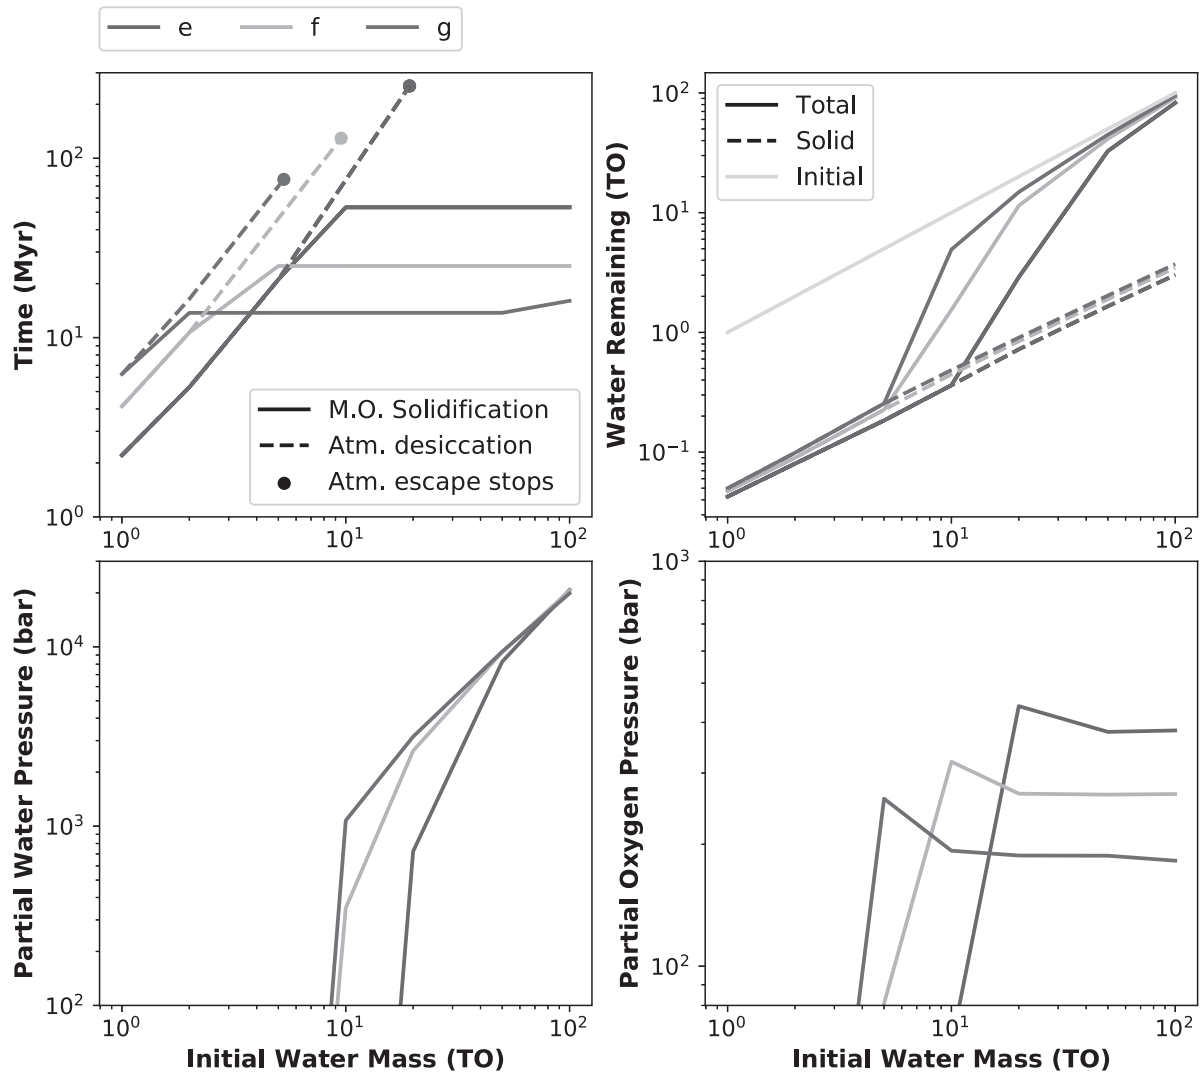 e f g
10² 10¹ 10⁰
Time (Myr)
M.O. Solidification
Atm. desiccation
Atm. escape stops
10⁰ 10¹ 10²
10² 10¹ 10⁰ 10⁻¹
Water Remaining (TO)
Total
Solid
Initial
10⁰ 10¹ 10²
10⁴ 10³ 10²
Partial Water Pressure (bar)
10⁰ 10¹ 10²
Initial Water Mass (TO)
10³ 10²
Partial Oxygen Pressure (bar)
10⁰ 10¹ 10²
Initial Water Mass (TO)